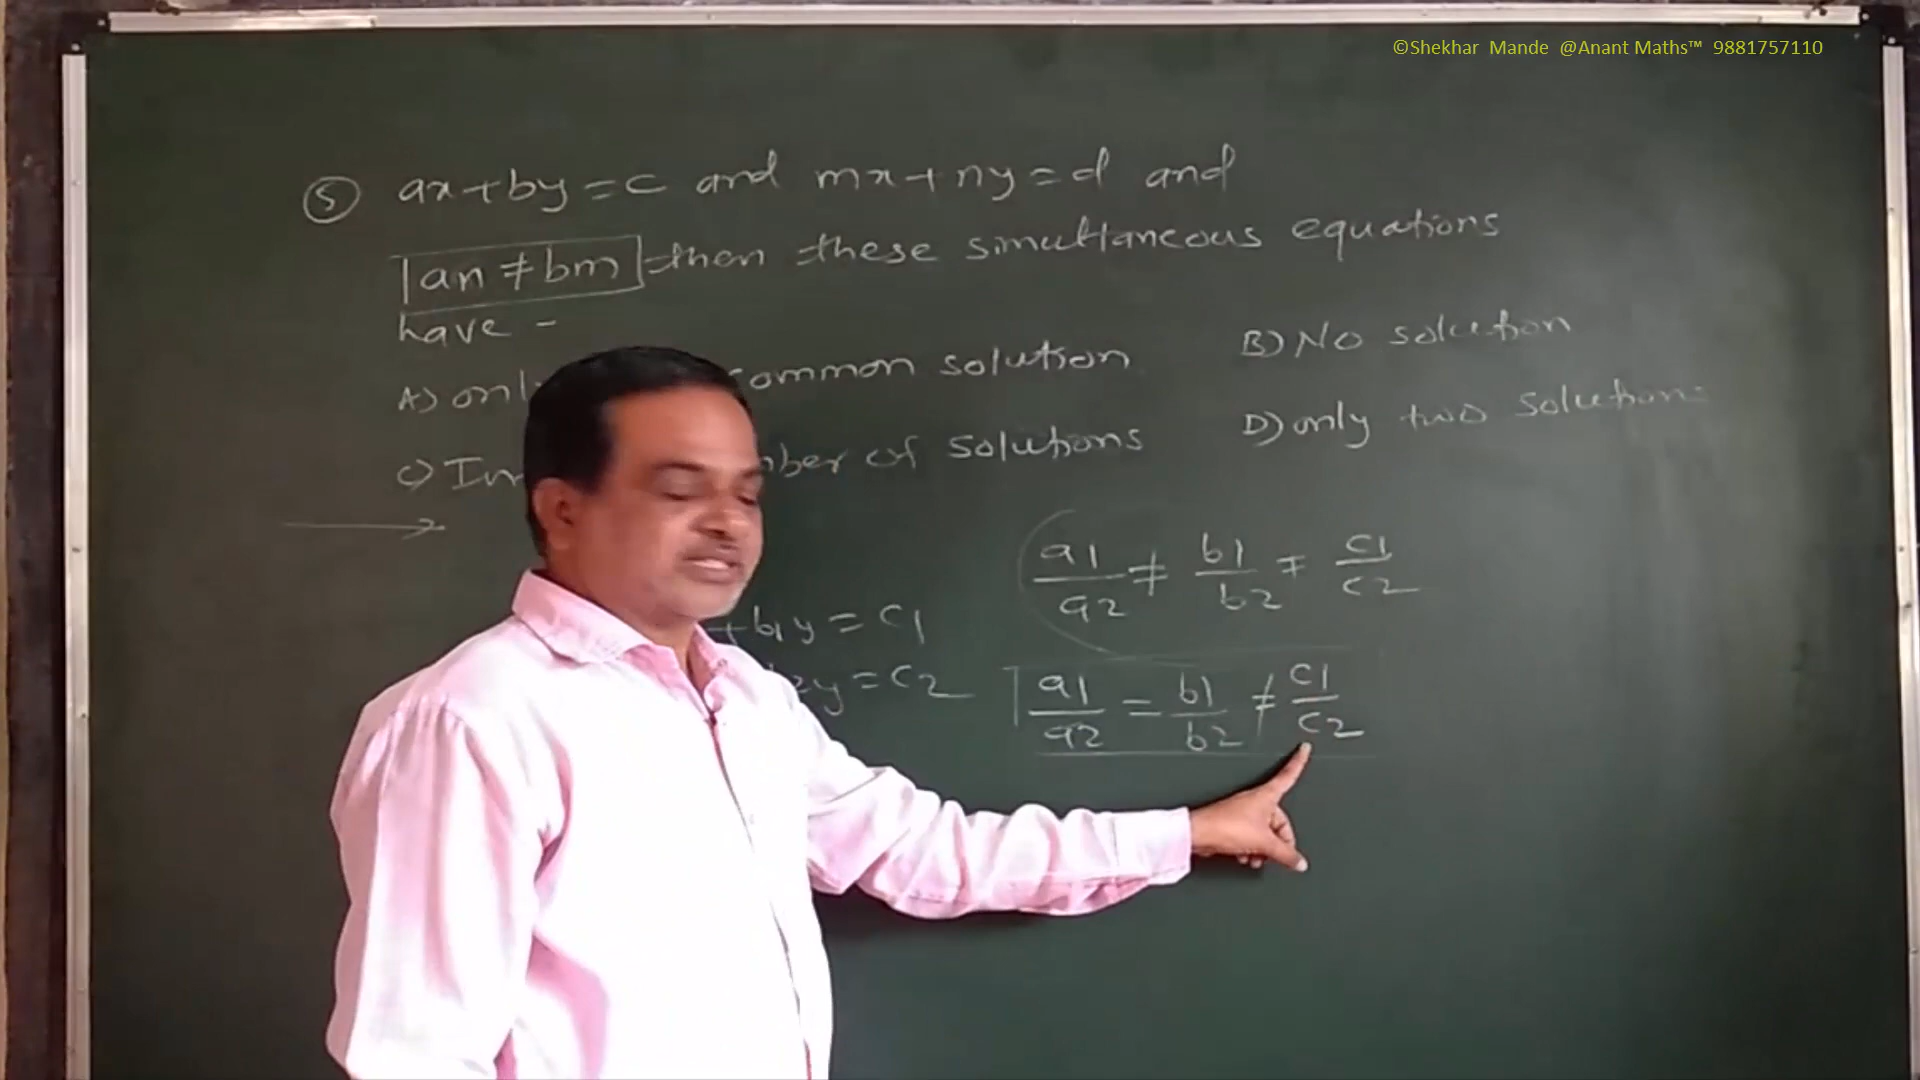 ©Shekhar Mande @Anant Maths™ 9881757110
⑤ ax+by=c and mx+ny=d and
an≠bm then these simultaneous equations
have -
A) only common solution
B) No solution
C) of solutions
D) only two solutions
a1/a2 ≠ b1/b2 ≠ c1/c2
+b1y=c1
2y=c2
a1/a2 = b1/b2 ≠ c1/c2